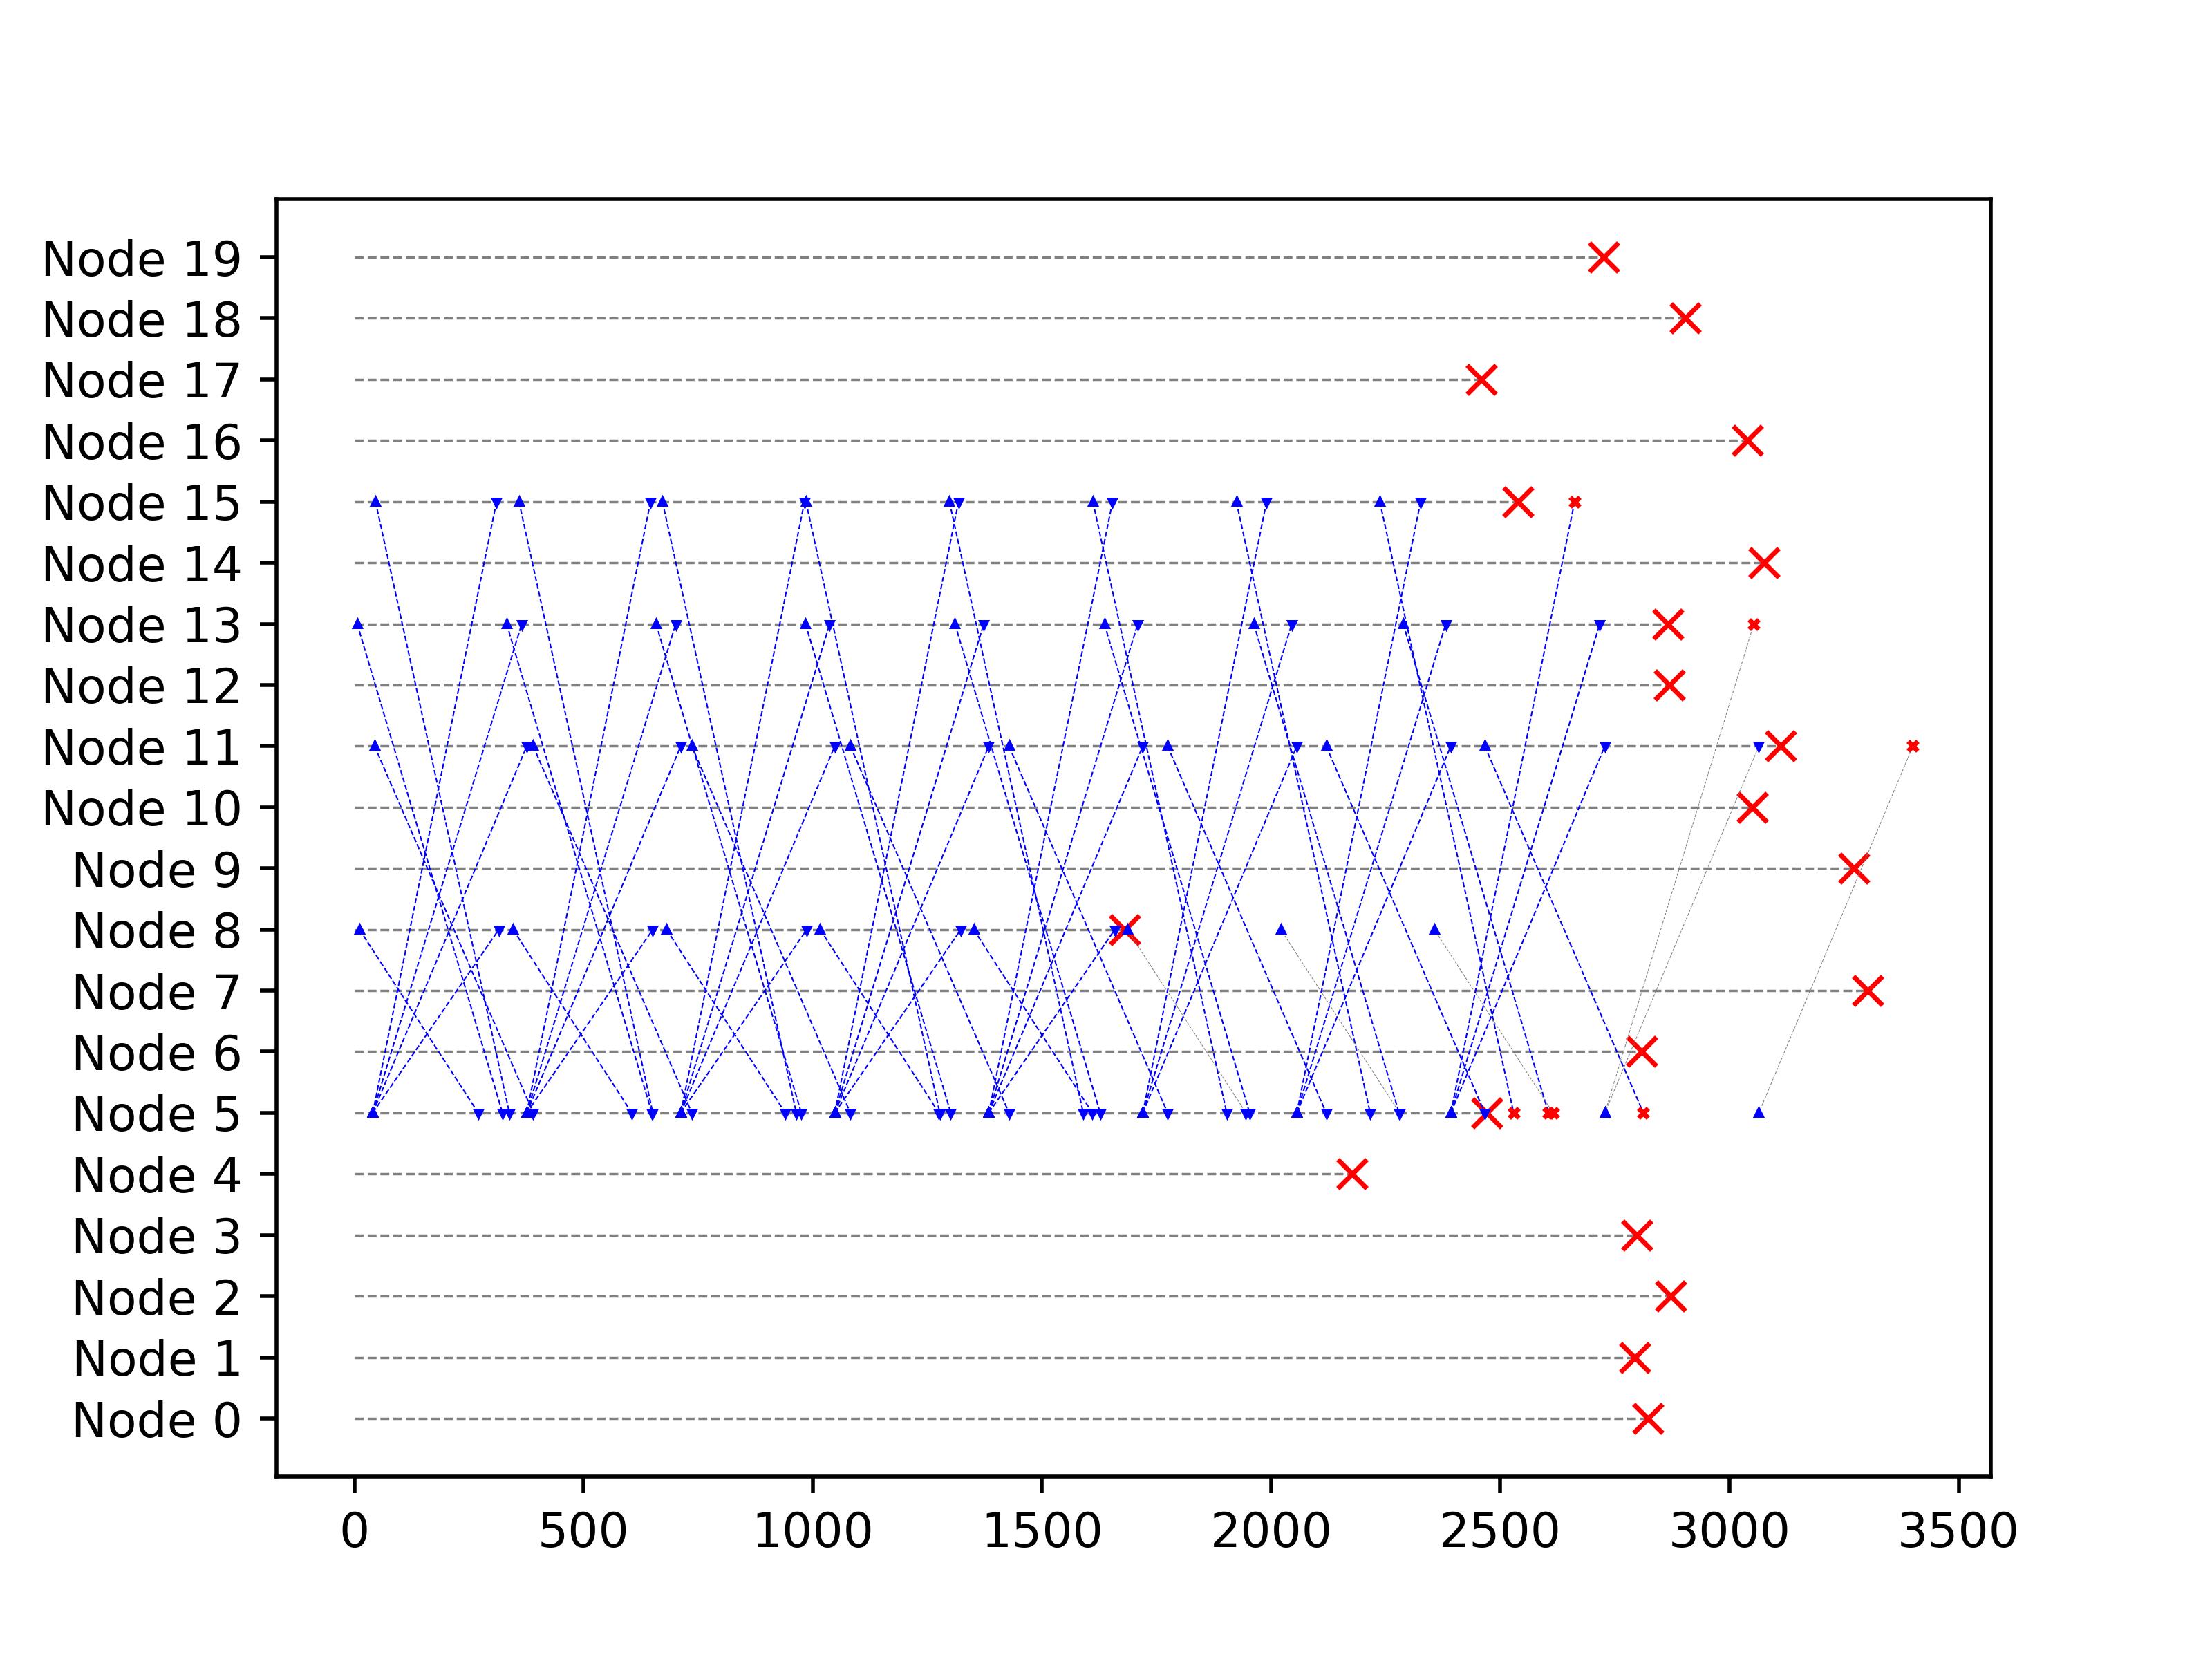 Node 19
Node 18
Node 17
Node 16
Node 15
Node 14
Node 13
Node 12
Node 11
Node 10
Node 9
Node 8
Node 7
Node 6
Node 5
Node 4
Node 3
Node 2
Node 1
Node 0
0 500 1000 1500 2000 2500 3000 3500